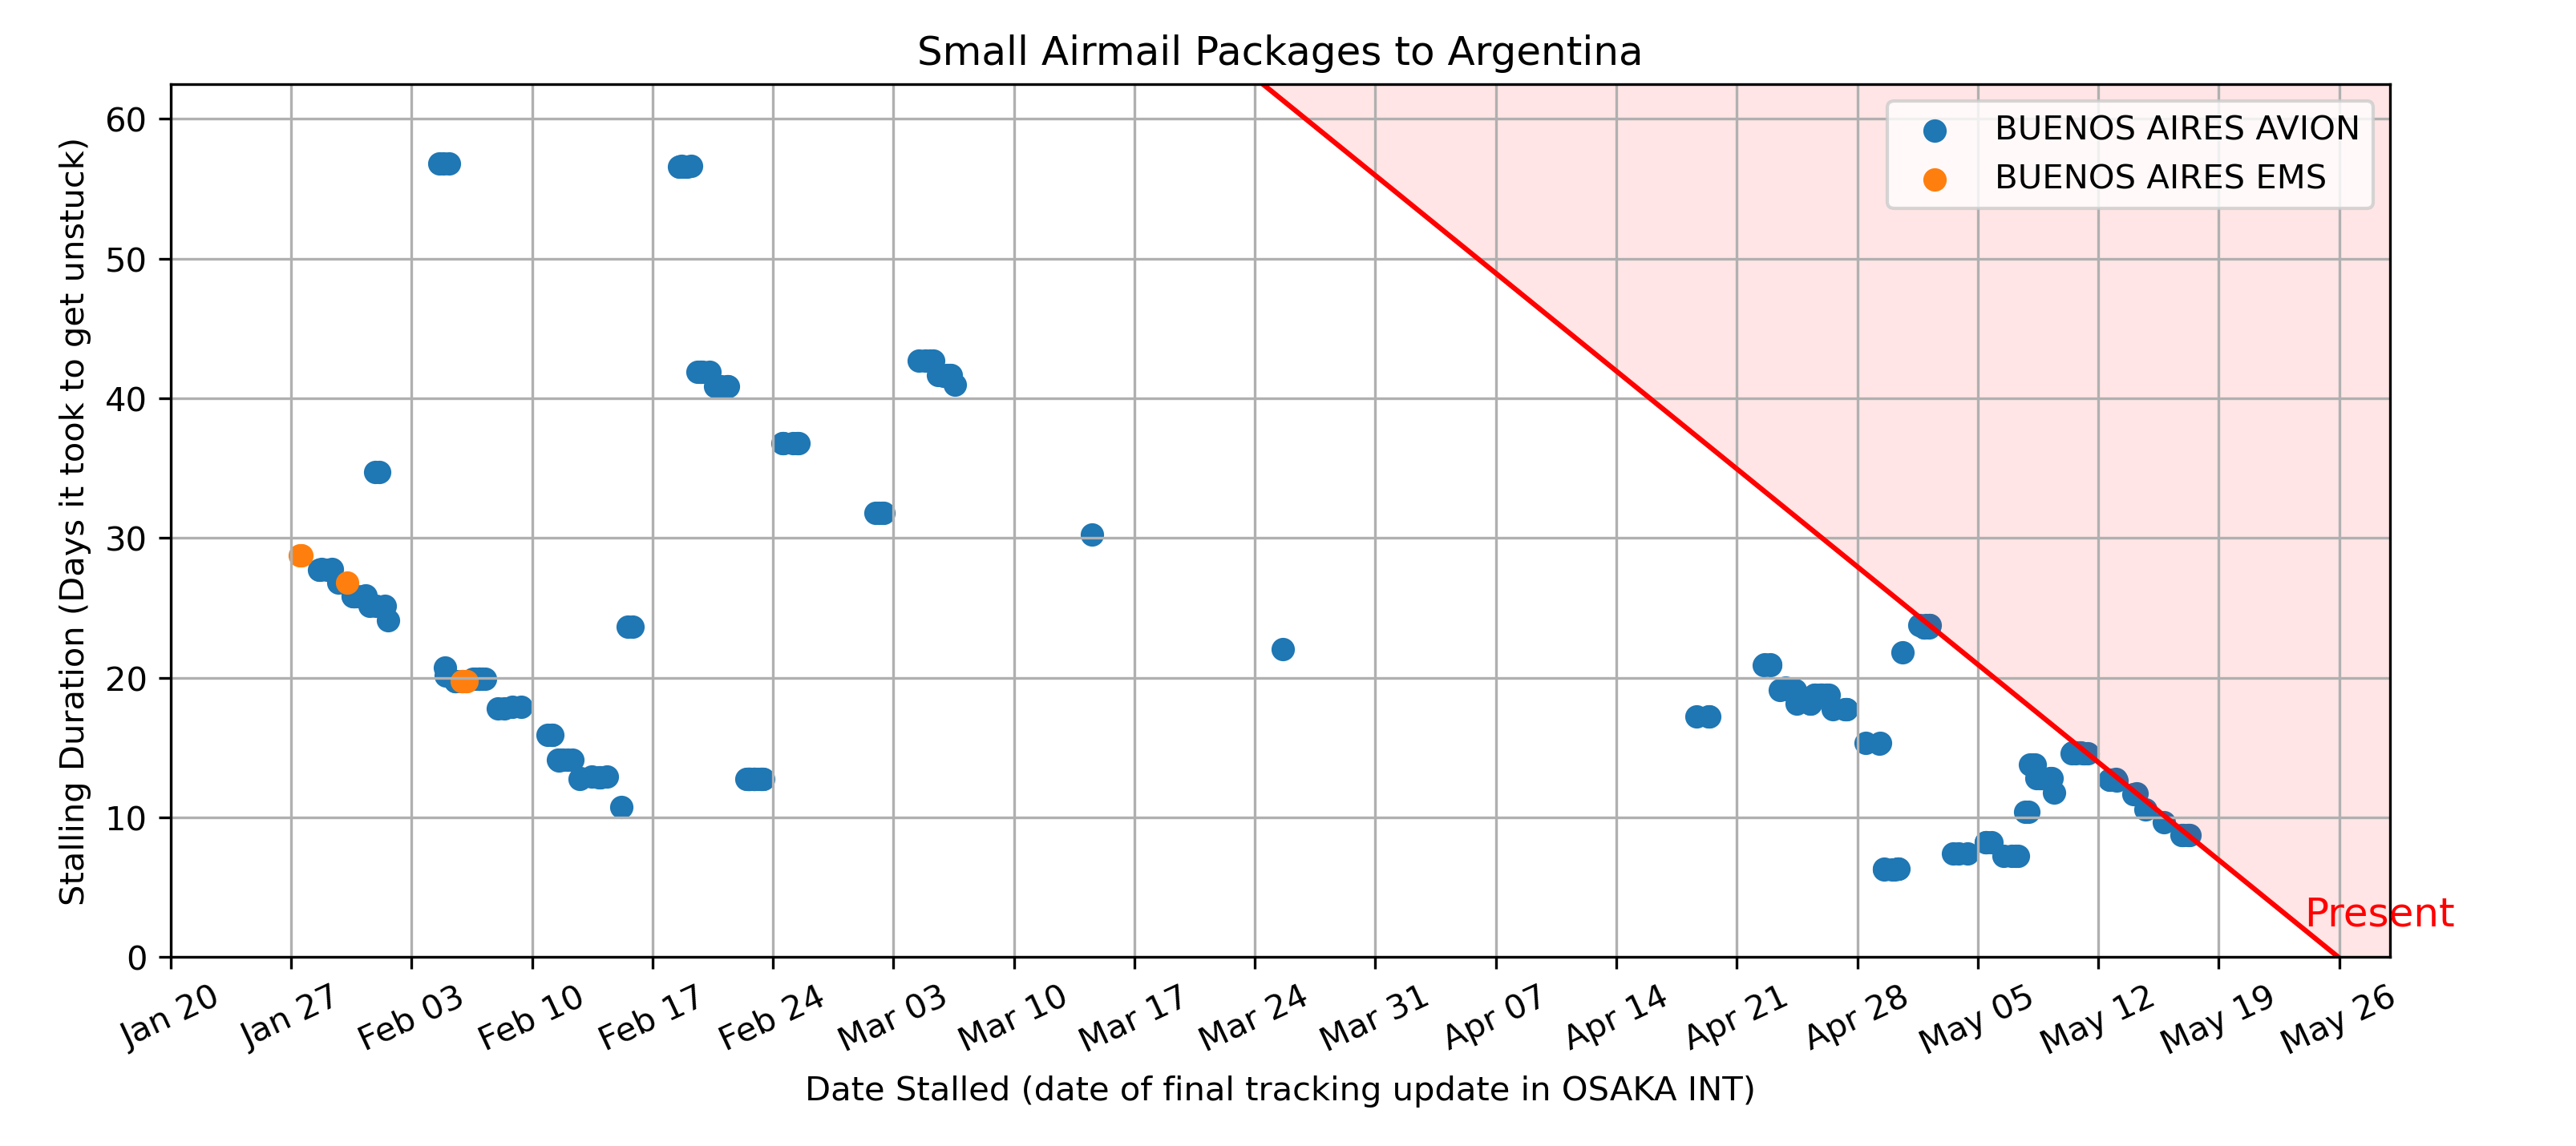 Small Airmail Packages to Argentina
Stalling Duration (Days it took to get unstuck)
60
50
40
30
20
10
0
BUENOS AIRES AVION
BUENOS AIRES EMS
Present
Jan 20
Jan 27
Feb 03
Feb 10
Feb 17
Feb 24
Mar 03
Mar 10
Mar 17
Mar 24
Mar 31
Apr 07
Apr 14
Apr 21
Apr 28
May 05
May 12
May 19
May 26
Date Stalled (date of final tracking update in OSAKA INT)